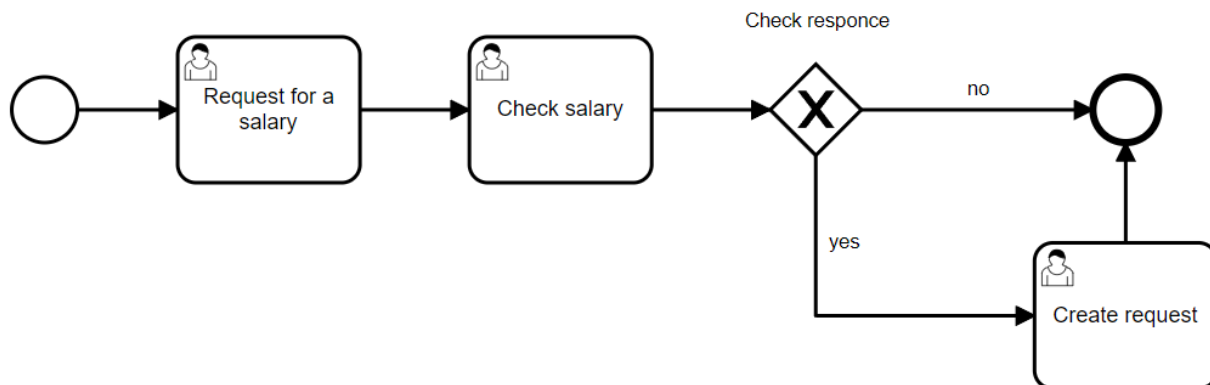 Check responce
Request for a
salary
Check salary
no
yes
Create request